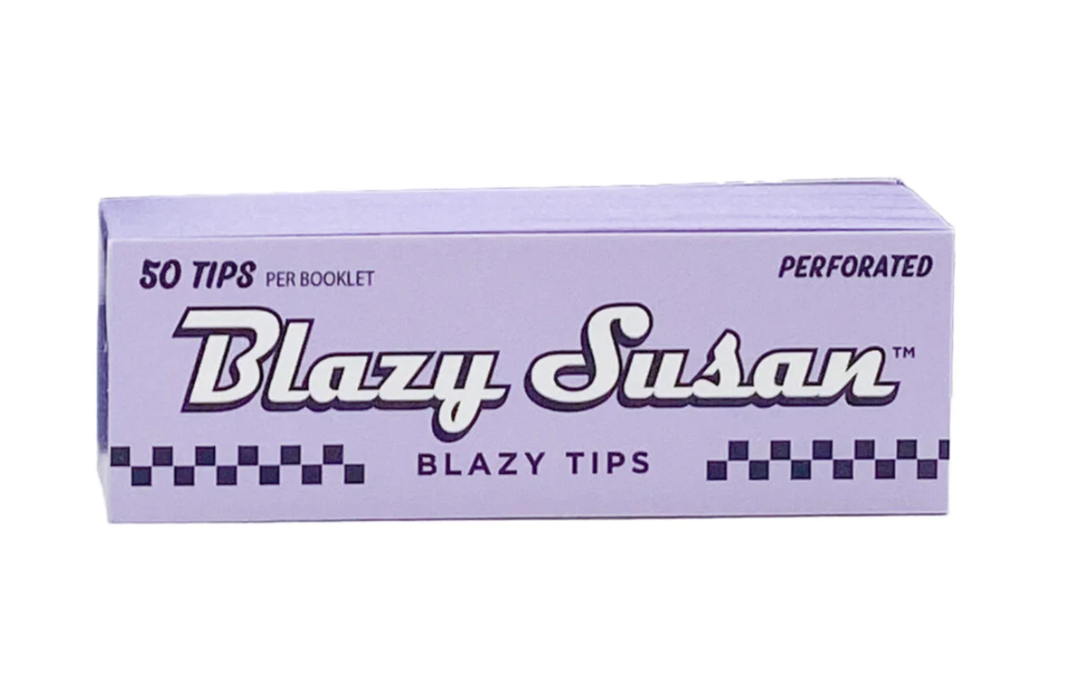 50 TIPS PER BOOKLET
PERFORATED
Blazy Susan™
BLAZY TIPS